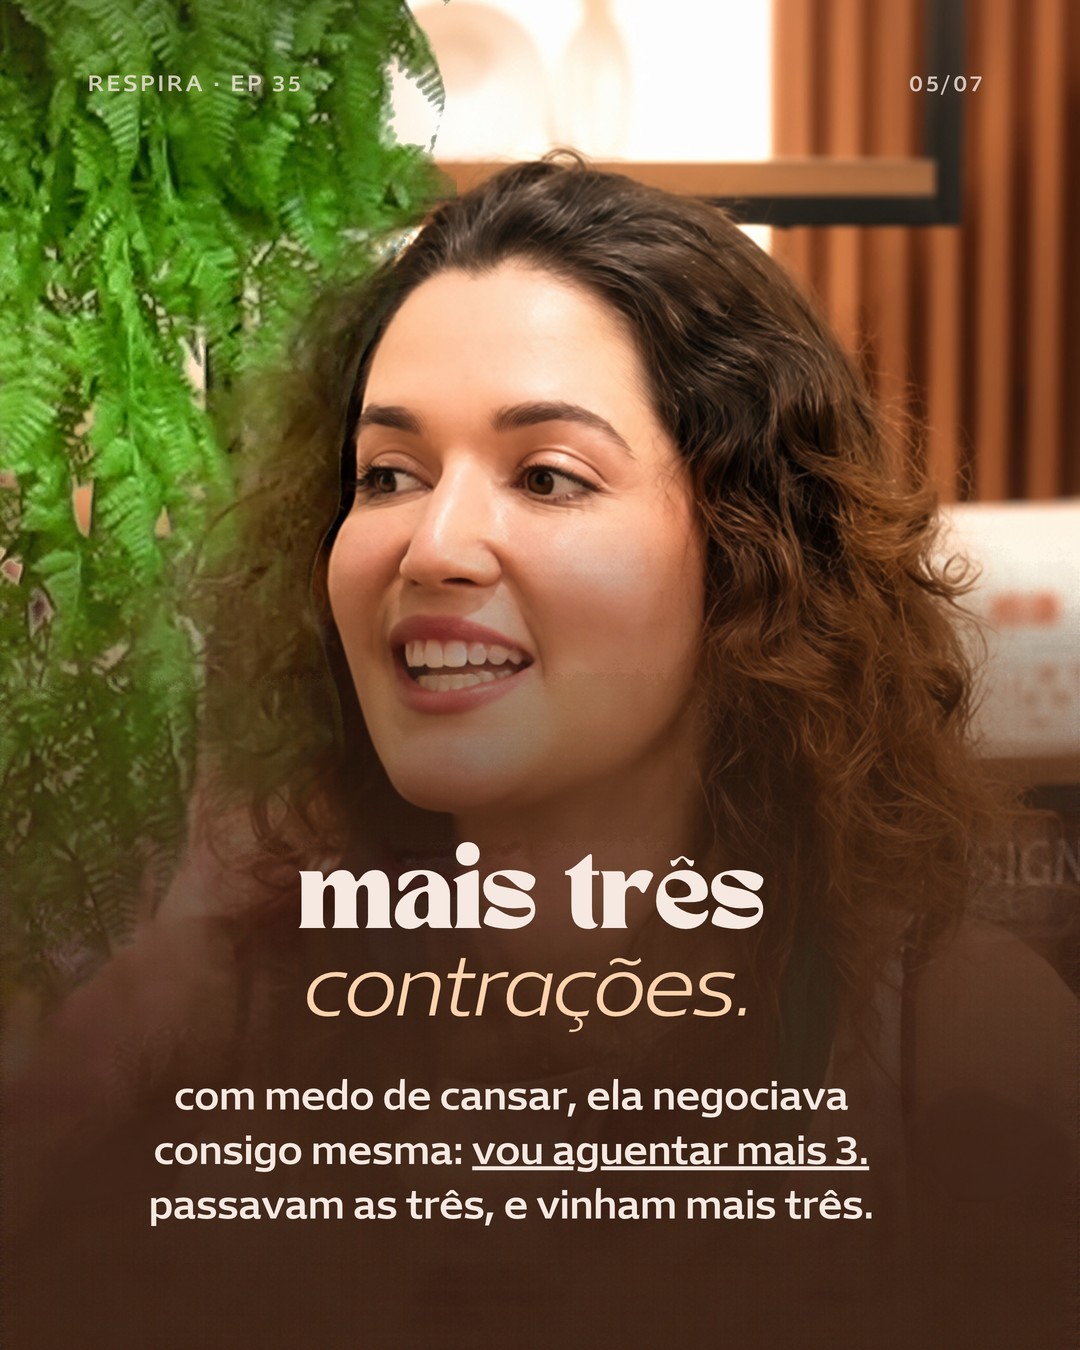 RESPIRA · EP 35
05/07
mais três
contrações.
com medo de cansar, ela negociava
consigo mesma: vou aguentar mais 3.
passavam as três, e vinham mais três.